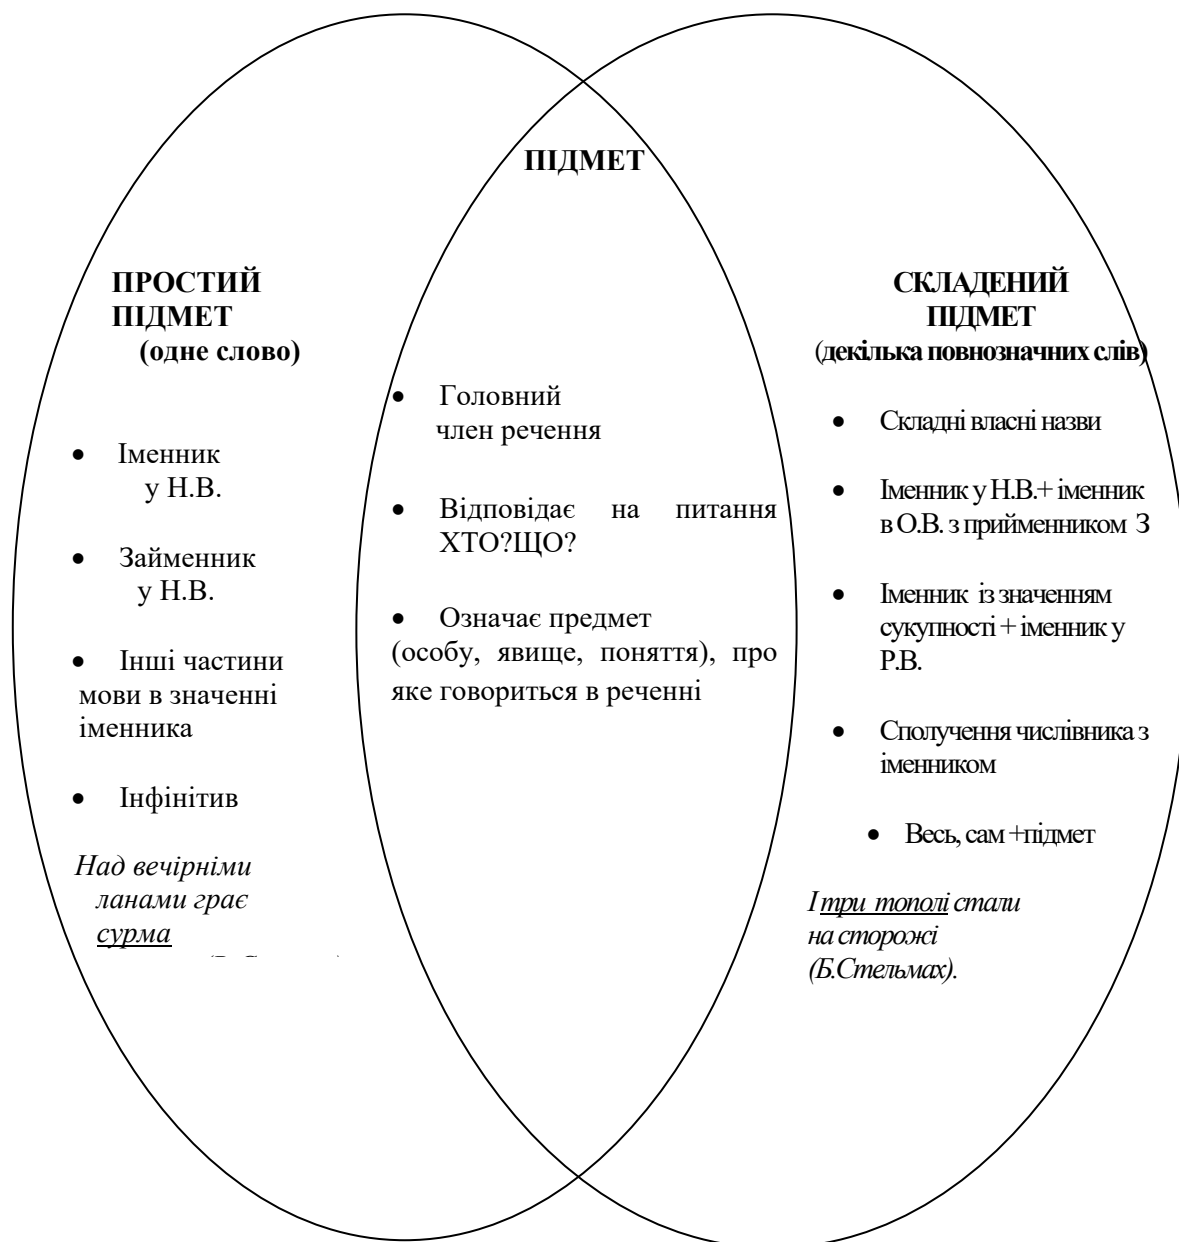 ПІДМЕТ
ПРОСТИЙ
ПІДМЕТ
(одне слово)
• Іменник
у Н.В.
• Займенник
у Н.В.
• Інші частини
мови в значенні
іменника
• Інфінітив
Над вечірніми
ланами грає
сурма
• Головний
член речення
• Відповідає на питання
ХТО?ЩО?
• Означає предмет
(особу, явище, поняття), про
яке говориться в реченні
СКЛАДЕНИЙ
ПІДМЕТ
(декілька повнозначних слів)
• Складні власні назви
• Іменник у Н.В.+ іменник
в О.В. з прийменником З
• Іменник із значенням
сукупності + іменник у
Р.В.
• Сполучення числівника з
іменником
• Весь, сам +підмет
І три тополі стали
на сторожі
(Б.Стельмах).